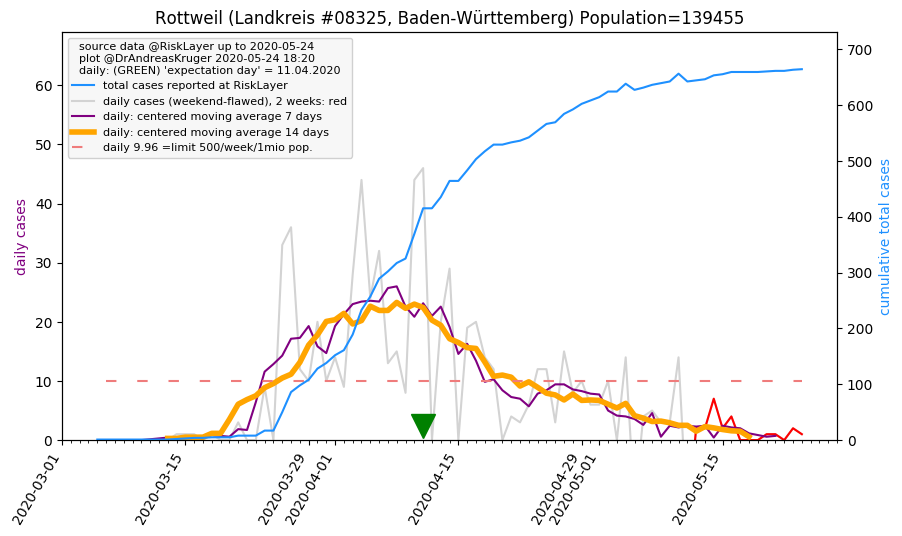 Rottweil (Landkreis #08325, Baden-Württemberg) Population=139455
source data @RiskLayer up to 2020-05-24
plot @DrAndreasKruger 2020-05-24 18:20
daily: (GREEN) 'expectation day' = 11.04.2020
total cases reported at RiskLayer
daily cases (weekend-flawed), 2 weeks: red
daily: centered moving average 7 days
daily: centered moving average 14 days
daily 9.96 =limit 500/week/1mio pop.
daily cases
60
50
40
30
20
10
0
700
600
500
400
300
200
100
0
cumulative total cases
2020-03-01
2020-03-15
2020-03-29
2020-04-01
2020-04-15
2020-04-29
2020-05-01
2020-05-15